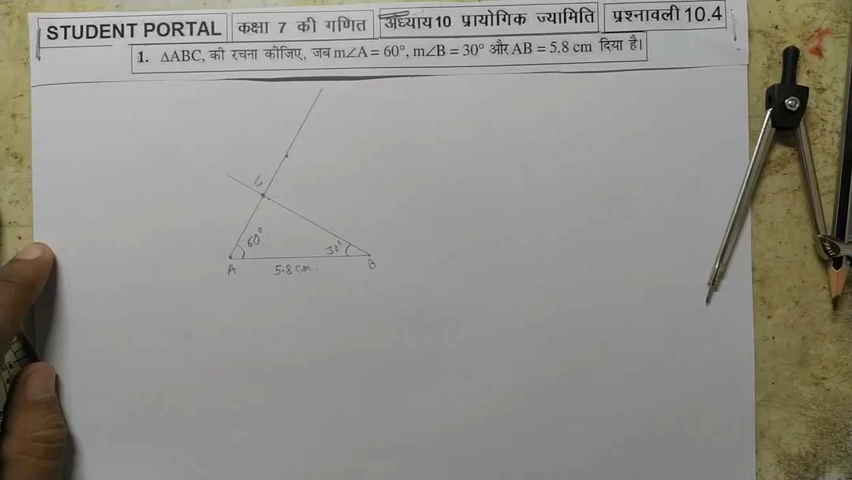 STUDENT PORTAL कक्षा 7 की गणित अध्याय 10 प्रायोगिक ज्यामिति प्रश्नावली 10.4
1. ΔABC, की रचना कीजिए, जब m∠A = 60°, m∠B = 30° और AB = 5.8 cm दिया है।
C
60°
30°
A
5.8 cm.
B